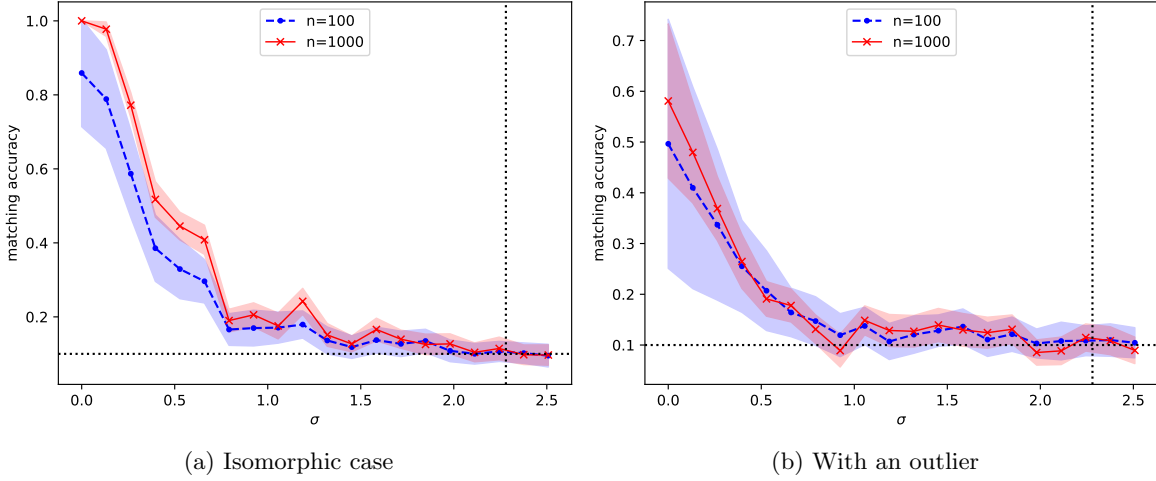 n=100
n=1000
matching accuracy
1.0
0.8
0.6
0.4
0.2
0.0
0.5
1.0
1.5
2.0
2.5
σ
(a) Isomorphic case
n=100
n=1000
matching accuracy
0.7
0.6
0.5
0.4
0.3
0.2
0.1
0.0
0.5
1.0
1.5
2.0
2.5
σ
(b) With an outlier